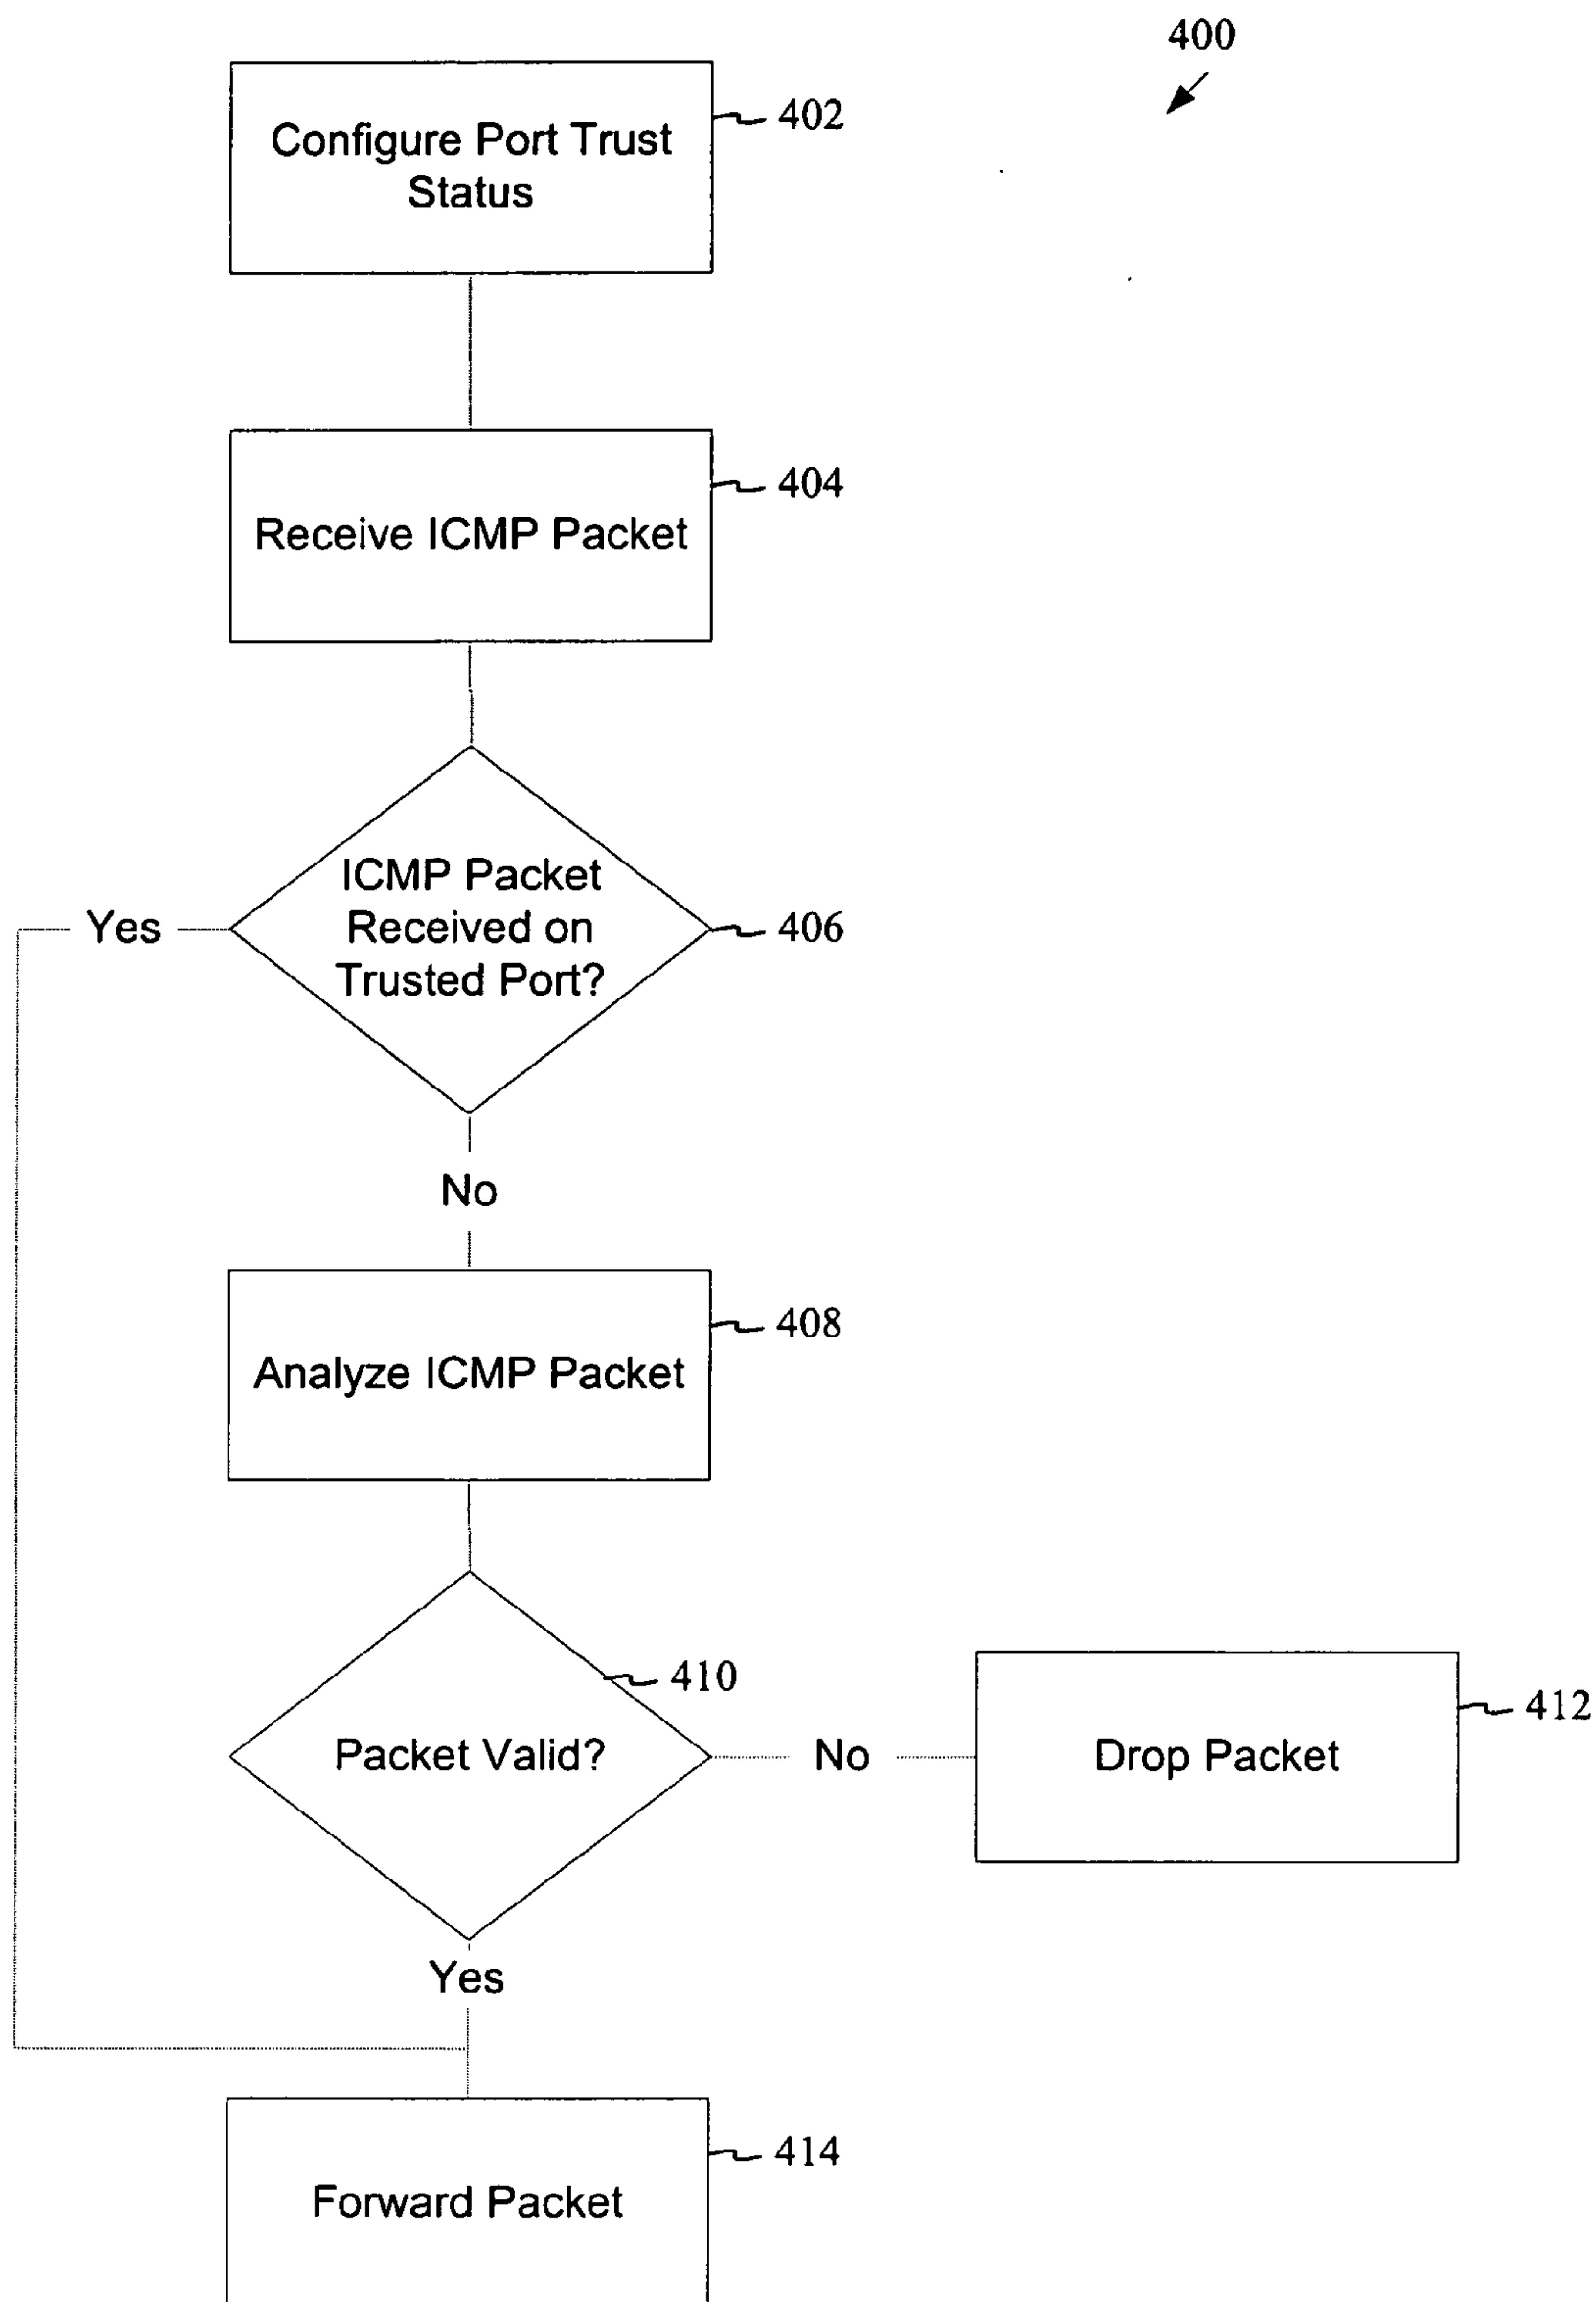 400
402
Configure Port Trust
Status
404
Receive ICMP Packet
ICMP Packet
Received on
Trusted Port?
Yes
406
No
408
Analyze ICMP Packet
410
Packet Valid?
No
412
Drop Packet
Yes
414
Forward Packet